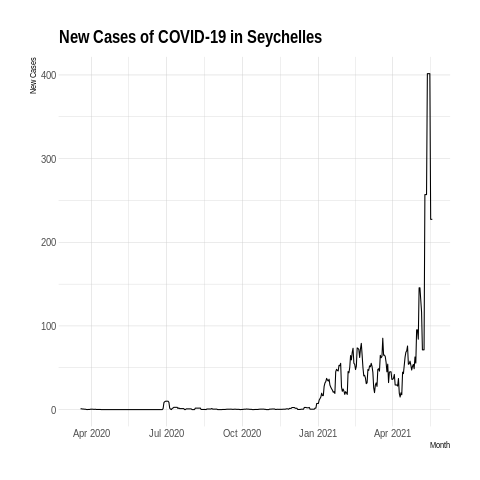 New Cases of COVID-19 in Seychelles
New Cases
400
300
200
100
0
Apr 2020
Jul 2020
Oct 2020
Jan 2021
Apr 2021
Month